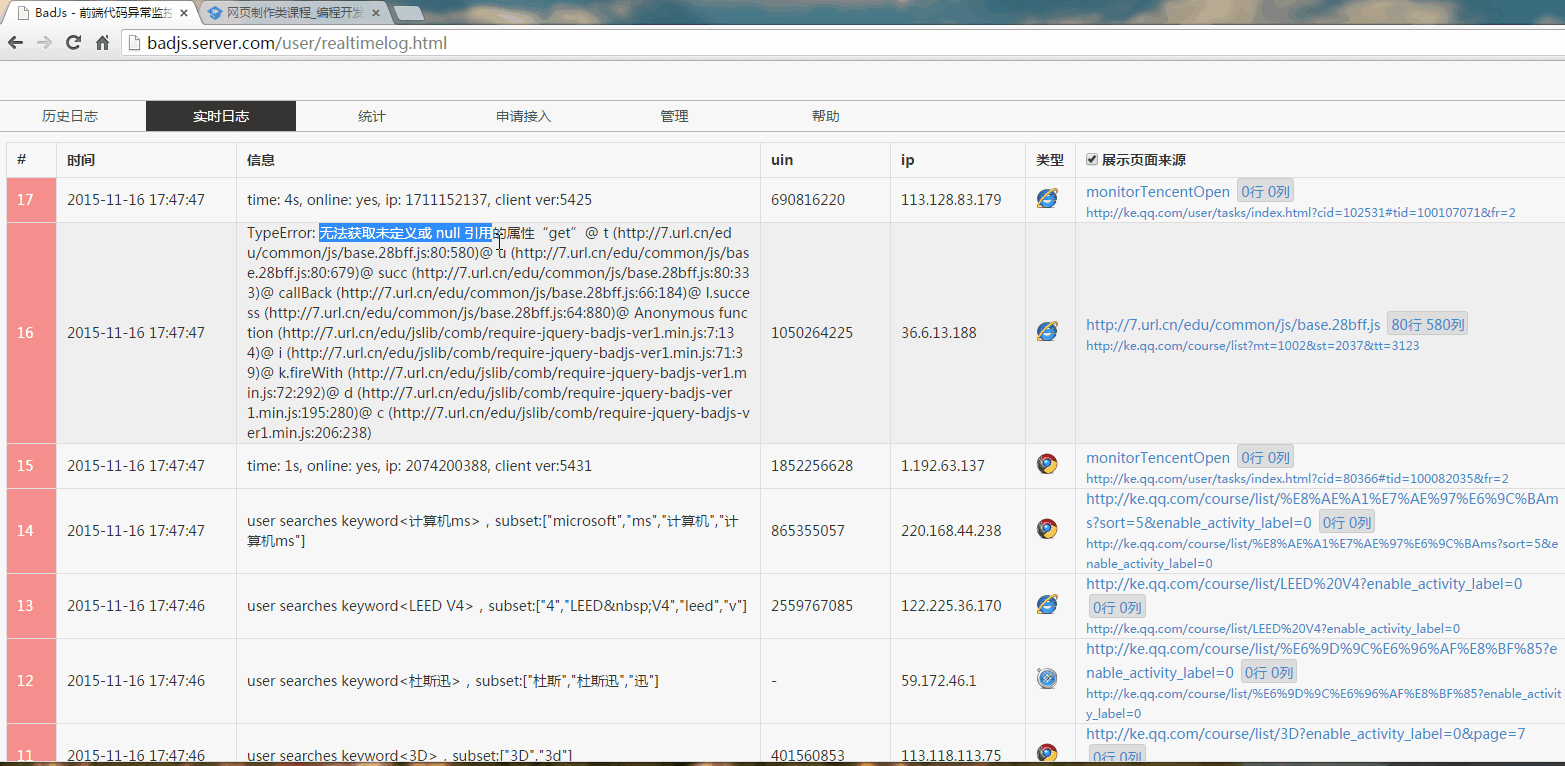 BadJs - 前端代码异常监控
网页制作类课程_编程开发
badjs.server.com/user/realtimelog.html
历史日志 实时日志 统计 申请接入 管理 帮助
# 时间 信息 uin ip 类型 展示页面来源
17 2015-11-16 17:47:47 time: 4s, online: yes, ip: 1711152137, client ver:5425 690816220 113.128.83.179 monitorTencentOpen 0行 0列
http://ke.qq.com/user/tasks/index.html?cid=102531#tid=100107071&fr=2
16 2015-11-16 17:47:47
TypeError: 无法获取未定义或 null 引用的属性“get”@ t (http://7.url.cn/ed
u/common/js/base.28bff.js:80:580)@ u (http://7.url.cn/edu/common/js/ba
se.28bff.js:80:679)@ succ (http://7.url.cn/edu/common/js/base.28bff.js:80:33
3)@ callBack (http://7.url.cn/edu/common/js/base.28bff.js:66:184)@ l.succe
ss (http://7.url.cn/edu/common/js/base.28bff.js:64:880)@ Anonymous func
tion (http://7.url.cn/edu/jslib/comb/require-jquery-badjs-ver1.min.js:7:13
4)@ i (http://7.url.cn/edu/jslib/comb/require-jquery-badjs-ver1.min.js:71:3
9)@ k.fireWith (http://7.url.cn/edu/jslib/comb/require-jquery-badjs-ver1.m
in.js:72:292)@ d (http://7.url.cn/edu/jslib/comb/require-jquery-badjs-ver
1.min.js:195:280)@ c (http://7.url.cn/edu/jslib/comb/require-jquery-badjs-v
er1.min.js:206:238)
1050264225 36.6.13.188 http://7.url.cn/edu/common/js/base.28bff.js 80行 580列
http://ke.qq.com/course/list?mt=1002&st=2037&tt=3123
15 2015-11-16 17:47:47 time: 1s, online: yes, ip: 2074200388, client ver:5431 1852256628 1.192.63.137 monitorTencentOpen 0行 0列
http://ke.qq.com/user/tasks/index.html?cid=80366#tid=100082035&fr=2
14 2015-11-16 17:47:47
user searches keyword<计算机ms> , subset:["microsoft","ms","计算机","计
算机ms"]
865355057 220.168.44.238
http://ke.qq.com/course/list/%E8%AE%A1%E7%AE%97%E6%9C%BAm
s?sort=5&enable_activity_label=0 0行 0列
http://ke.qq.com/course/list/%E8%AE%A1%E7%AE%97%E6%9C%BAms?sort=5&e
nable_activity_label=0
13 2015-11-16 17:47:46 user searches keyword<LEED V4> , subset:["4","LEED&nbsp;V4","leed","v"] 2559767085 122.225.36.170
http://ke.qq.com/course/list/LEED%20V4?enable_activity_label=0
0行 0列
http://ke.qq.com/course/list/LEED%20V4?enable_activity_label=0
12 2015-11-16 17:47:46 user searches keyword<杜斯迅> , subset:["杜斯","杜斯迅","迅"] - 59.172.46.1
http://ke.qq.com/course/list/%E6%9D%9C%E6%96%AF%E8%BF%85?e
nable_activity_label=0 0行 0列
http://ke.qq.com/course/list/%E6%9D%9C%E6%96%AF%E8%BF%85?enable_activit
y_label=0
11 2015-11-16 17:47:46 user searches keyword<3D> , subset:["3D","3d"] 401560853 113.118.113.75
http://ke.qq.com/course/list/3D?enable_activity_label=0&page=7
0行 0列